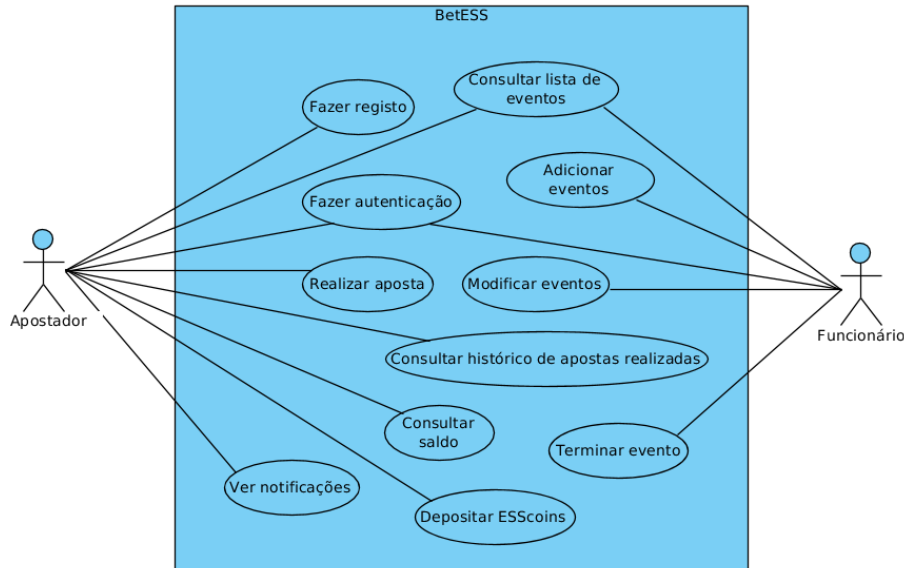 BetESS
Consultar lista de
eventos
Fazer registo
Adicionar
eventos
Fazer autenticação
Realizar aposta
Modificar eventos
Apostador
Funcionário
Consultar histórico de apostas realizadas
Consultar
saldo
Terminar evento
Ver notificações
Depositar ESScoins